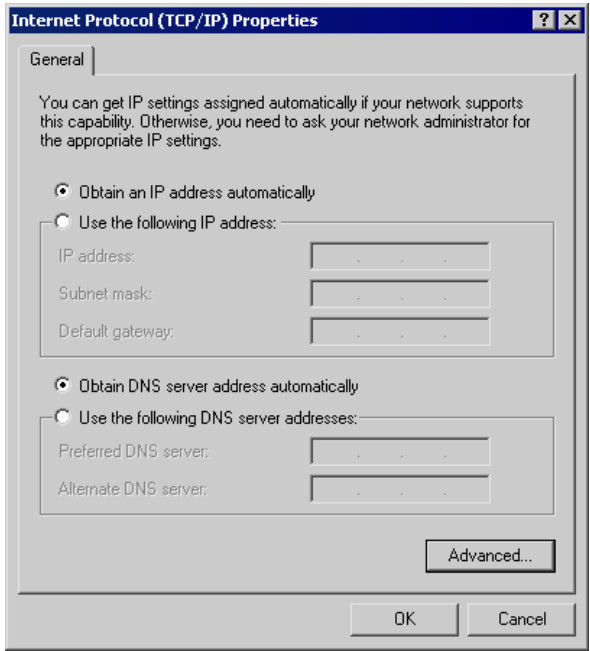 Internet Protocol (TCP/IP) Properties
General
You can get IP settings assigned automatically if your network supports
this capability. Otherwise, you need to ask your network administrator for
the appropriate IP settings.
Obtain an IP address automatically
Use the following IP address:
IP address:
Subnet mask:
Default gateway:
Obtain DNS server address automatically
Use the following DNS server addresses:
Preferred DNS server:
Alternate DNS server:
Advanced...
OK Cancel